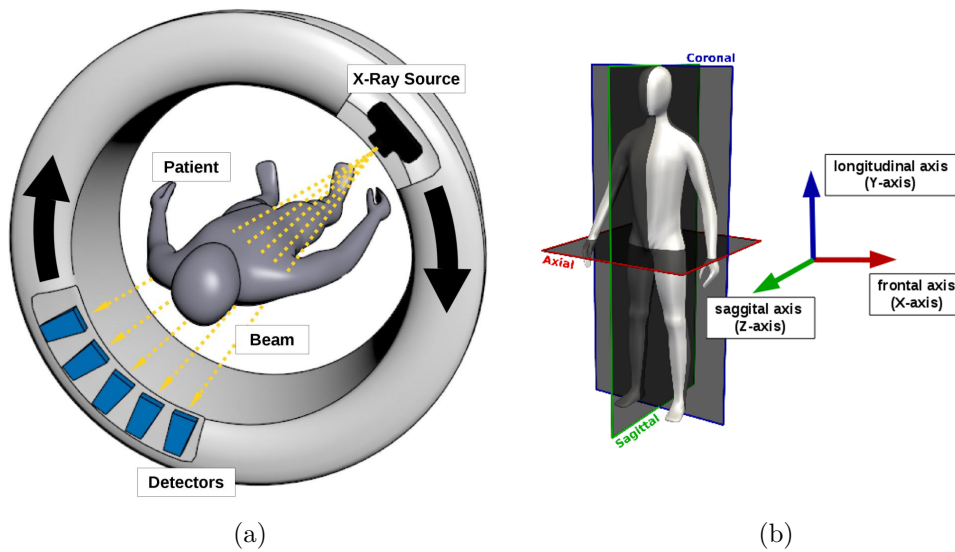 X-Ray Source
Patient
Beam
Detectors
(a)
Coronal
Axial
Sagittal
longitudinal axis
(Y-axis)
frontal axis
(X-axis)
saggital axis
(Z-axis)
(b)